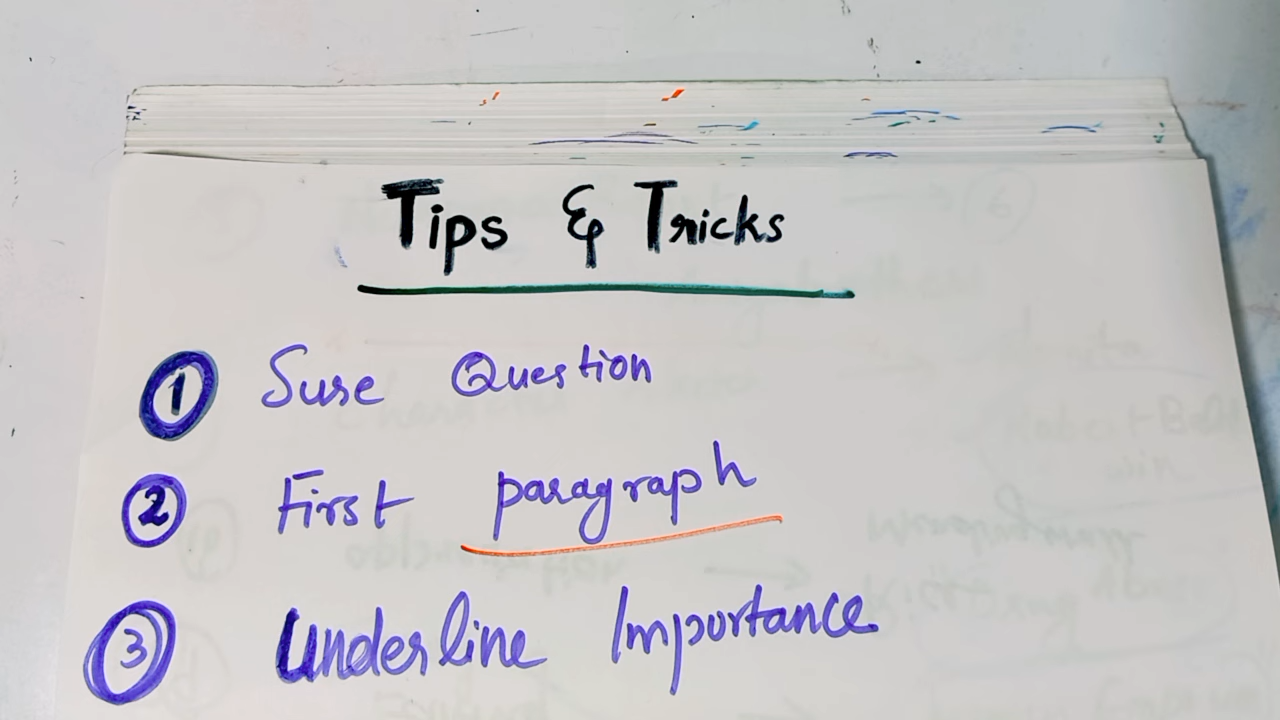 Tips & Tricks
1 Sure Question
2 First paragraph
3 Underline Importance